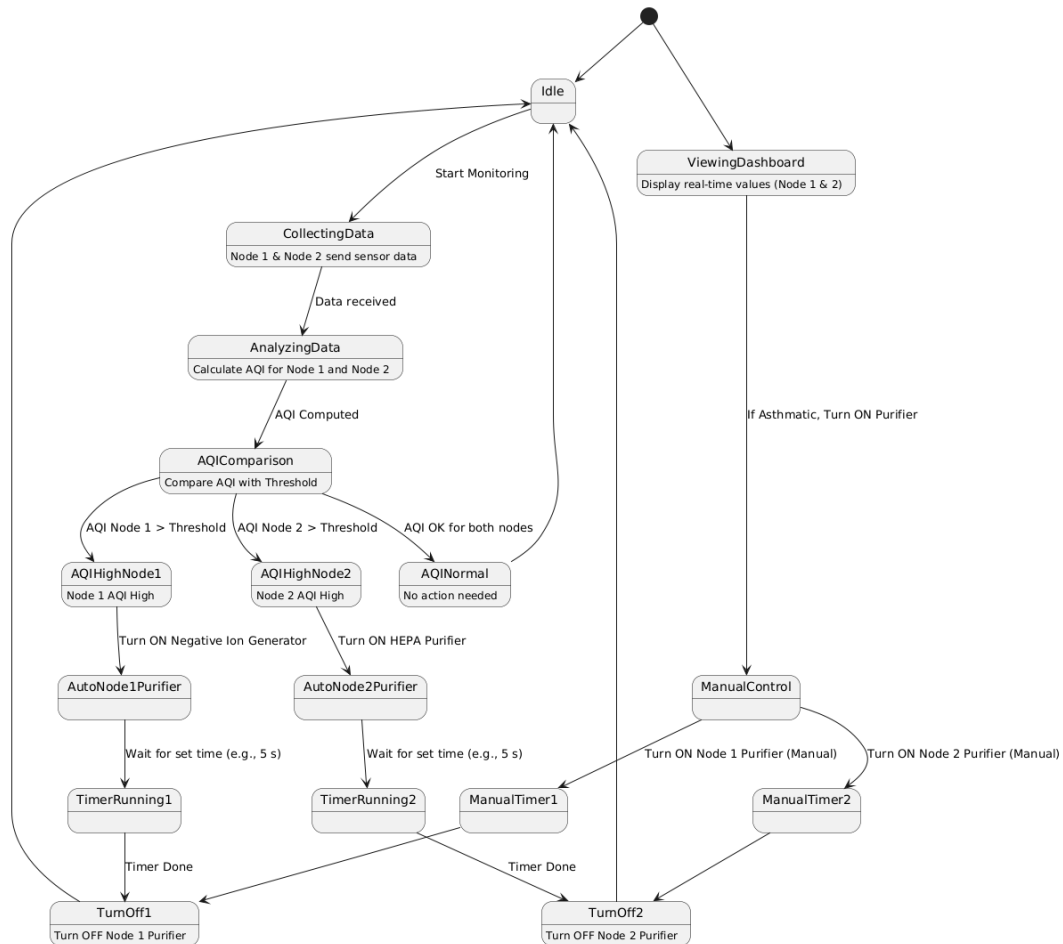 Idle
Start Monitoring
ViewingDashboard
Display real-time values (Node 1 & 2)
CollectingData
Node 1 & Node 2 send sensor data
Data received
AnalyzingData
Calculate AQI for Node 1 and Node 2
AQI Computed
If Asthmatic, Turn ON Purifier
AQIComparison
Compare AQI with Threshold
AQI Node 1 > Threshold
AQI Node 2 > Threshold
AQI OK for both nodes
AQIHighNode1
Node 1 AQI High
AQIHighNode2
Node 2 AQI High
AQINormal
No action needed
Turn ON Negative Ion Generator
Turn ON HEPA Purifier
AutoNode1Purifier
AutoNode2Purifier
ManualControl
Wait for set time (e.g., 5 s)
Wait for set time (e.g., 5 s)
Turn ON Node 1 Purifier (Manual)
Turn ON Node 2 Purifier (Manual)
TimerRunning1
TimerRunning2
ManualTimer1
ManualTimer2
Timer Done
Timer Done
TurnOff1
Turn OFF Node 1 Purifier
TurnOff2
Turn OFF Node 2 Purifier